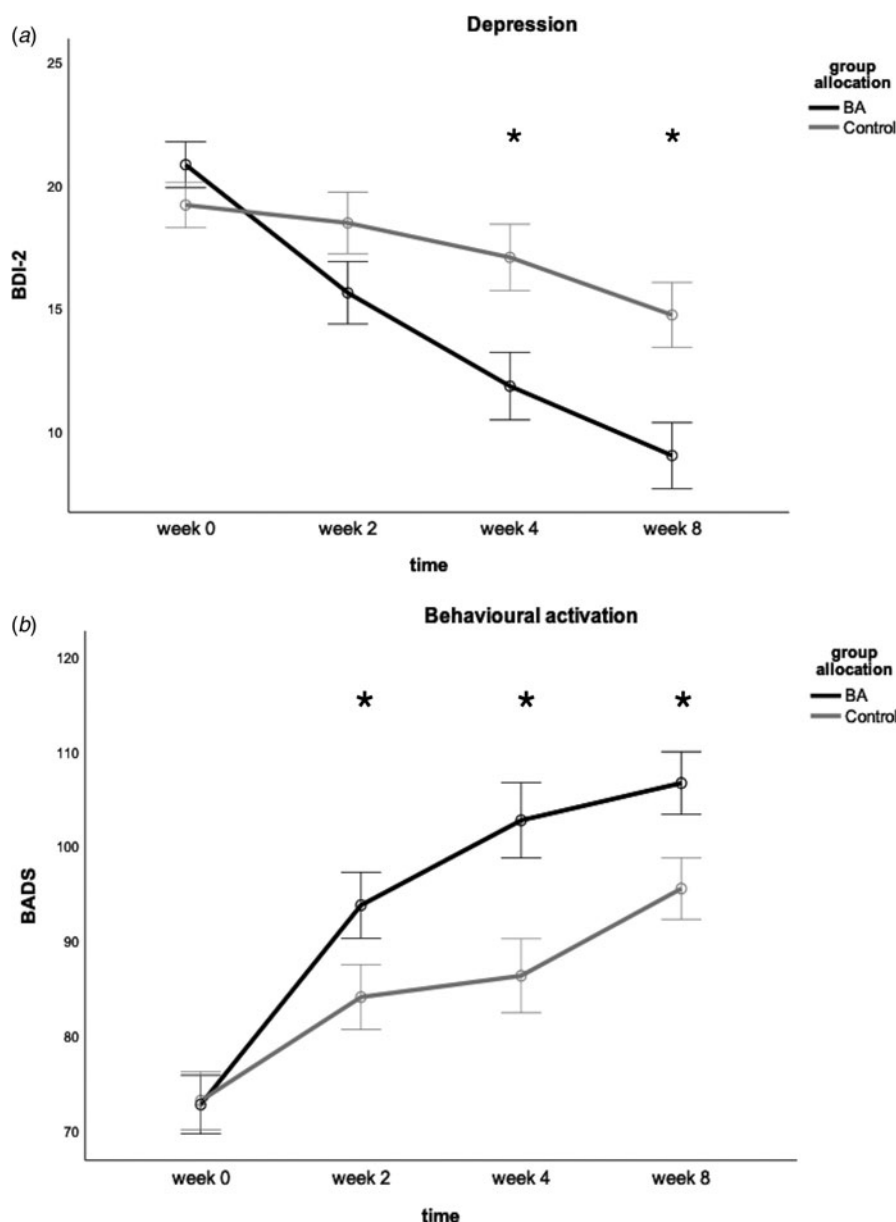 (a)
Depression
25
20
15
10
BDI-2
group
allocation
BA
Control
*
*
week 0
week 2
week 4
week 8
time
(b)
Behavioural activation
120
110
100
90
80
70
BADS
group
allocation
BA
Control
*
*
*
week 0
week 2
week 4
week 8
time